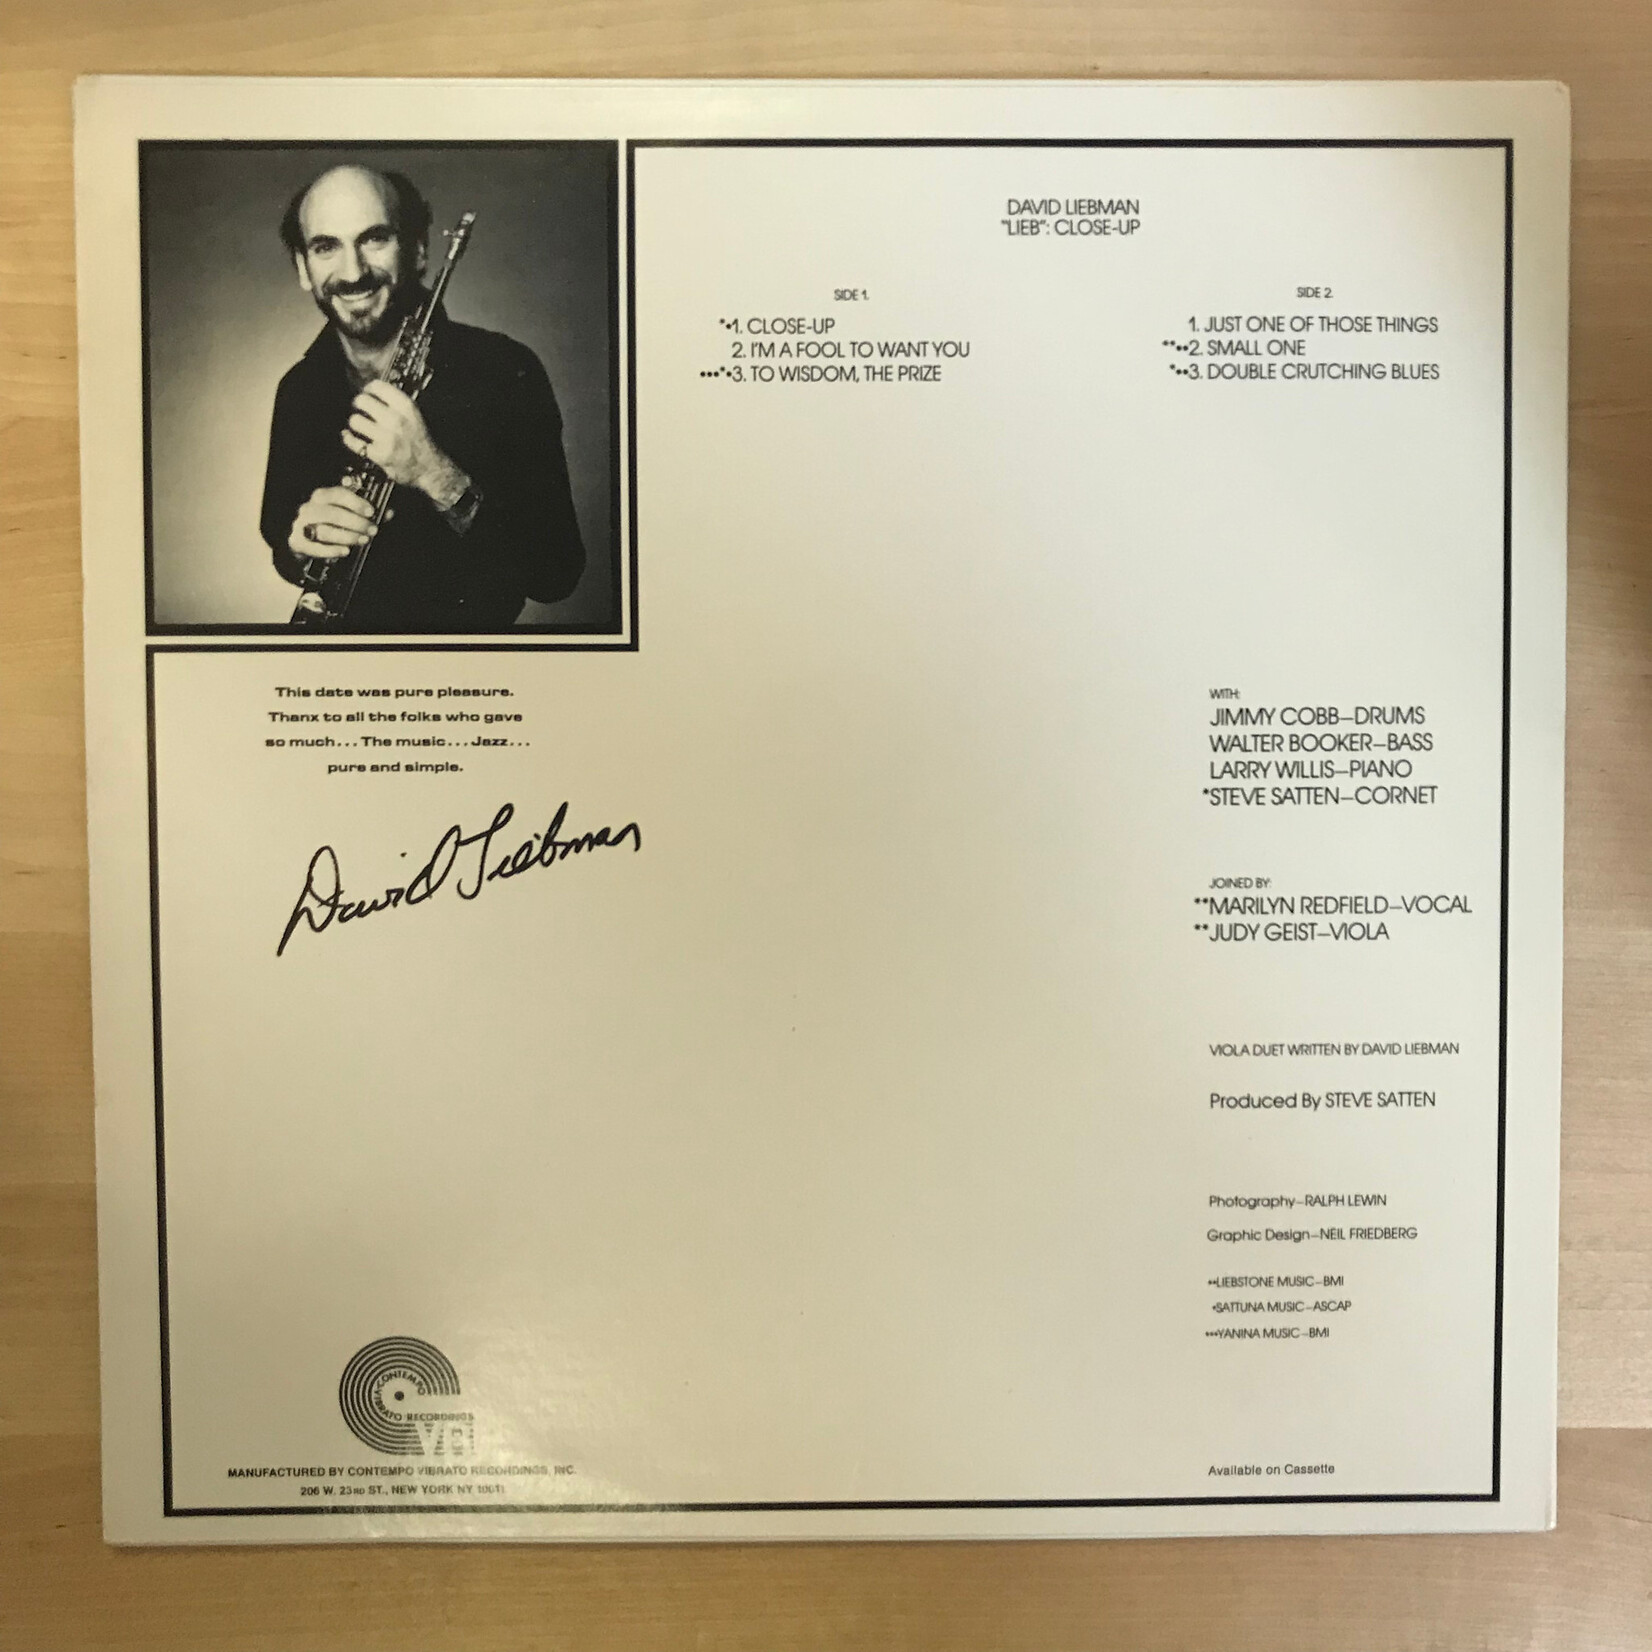 DAVID LIEBMAN
"LIEB": CLOSE-UP
SIDE 1.
*•1. CLOSE-UP
2. I'M A FOOL TO WANT YOU
•••*•3. TO WISDOM, THE PRIZE
SIDE 2.
1. JUST ONE OF THOSE THINGS
**••2. SMALL ONE
*••3. DOUBLE CRUTCHING BLUES
This date was pure pleasure.
Thanx to all the folks who gave
so much... The music... Jazz...
pure and simple.
David Liebman
WITH:
JIMMY COBB–DRUMS
WALTER BOOKER–BASS
LARRY WILLIS–PIANO
*STEVE SATTEN–CORNET
JOINED BY:
**MARILYN REDFIELD–VOCAL
**JUDY GEIST–VIOLA
VIOLA DUET WRITTEN BY DAVID LIEBMAN
Produced By STEVE SATTEN
Photography–RALPH LEWIN
Graphic Design–NEIL FRIEDBERG
••LIEBSTONE MUSIC–BMI
•SATTUNA MUSIC–ASCAP
•••YANINA MUSIC–BMI
Available on Cassette
CONTEMPO
VIBRATO RECORDINGS
MANUFACTURED BY CONTEMPO VIBRATO RECORDINGS, INC.
206 W. 23RD ST., NEW YORK NY 10011